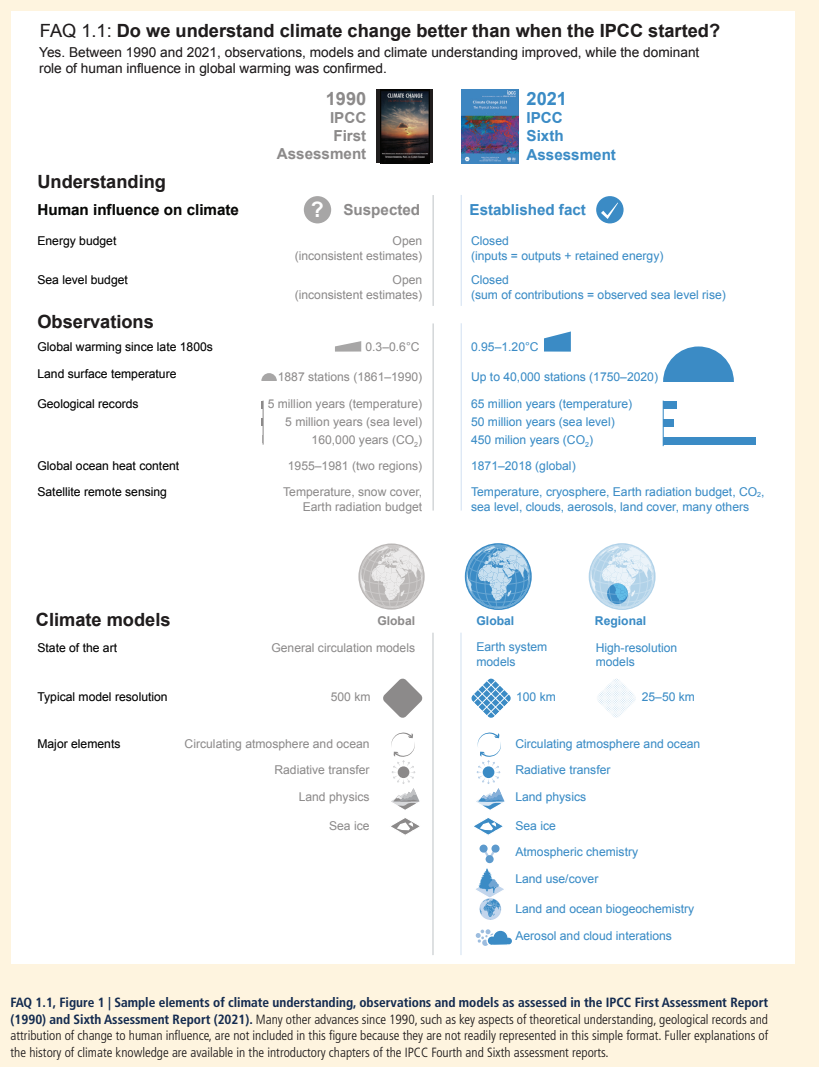 FAQ 1.1: Do we understand climate change better than when the IPCC started?
Yes. Between 1990 and 2021, observations, models and climate understanding improved, while the dominant
role of human influence in global warming was confirmed.
1990
IPCC
First
Assessment
CLIMATE CHANGE
2021
IPCC
Sixth
Assessment
ipcc
Climate Change 2021
The Physical Science Basis
Understanding
Human influence on climate
? Suspected
Established fact
Energy budget
Open
(inconsistent estimates)
Closed
(inputs = outputs + retained energy)
Sea level budget
Open
(inconsistent estimates)
Closed
(sum of contributions = observed sea level rise)
Observations
Global warming since late 1800s
0.3–0.6°C
0.95–1.20°C
Land surface temperature
1887 stations (1861–1990)
Up to 40,000 stations (1750–2020)
Geological records
5 million years (temperature)
5 million years (sea level)
160,000 years (CO₂)
65 million years (temperature)
50 million years (sea level)
450 milion years (CO₂)
Global ocean heat content
1955–1981 (two regions)
1871–2018 (global)
Satellite remote sensing
Temperature, snow cover,
Earth radiation budget
Temperature, cryosphere, Earth radiation budget, CO₂,
sea level, clouds, aerosols, land cover, many others
Climate models
Global
Global
Regional
State of the art
General circulation models
Earth system
models
High-resolution
models
Typical model resolution
500 km
100 km
25–50 km
Major elements
Circulating atmosphere and ocean
Radiative transfer
Land physics
Sea ice
Circulating atmosphere and ocean
Radiative transfer
Land physics
Sea ice
Atmospheric chemistry
Land use/cover
Land and ocean biogeochemistry
Aerosol and cloud interations
FAQ 1.1, Figure 1 | Sample elements of climate understanding, observations and models as assessed in the IPCC First Assessment Report
(1990) and Sixth Assessment Report (2021). Many other advances since 1990, such as key aspects of theoretical understanding, geological records and
attribution of change to human influence, are not included in this figure because they are not readily represented in this simple format. Fuller explanations of
the history of climate knowledge are available in the introductory chapters of the IPCC Fourth and Sixth assessment reports.